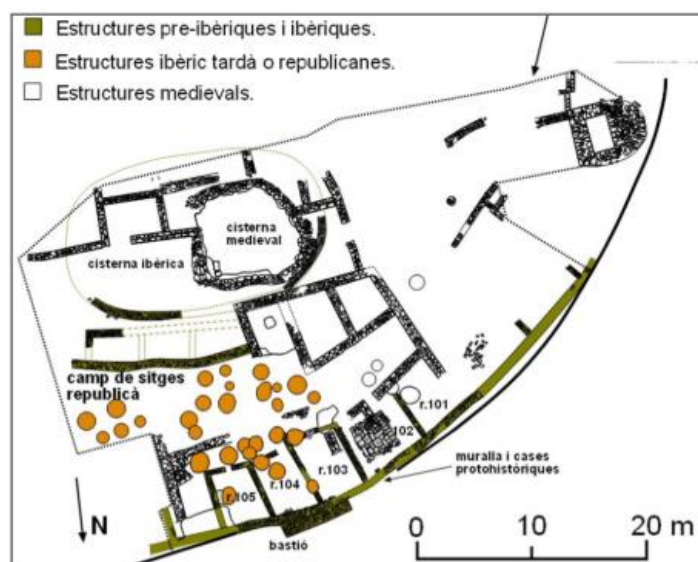 Estructures pre-ibèriques i ibèriques.
Estructures ibèric tardà o republicanes.
Estructures medievals.
cisterna
medieval
cisterna ibèrica
camp de sitges
republicà
r.101
102
r.103
r.104
r.105
muralla i cases
protohistòriques
bastió
N
0 10 20 m